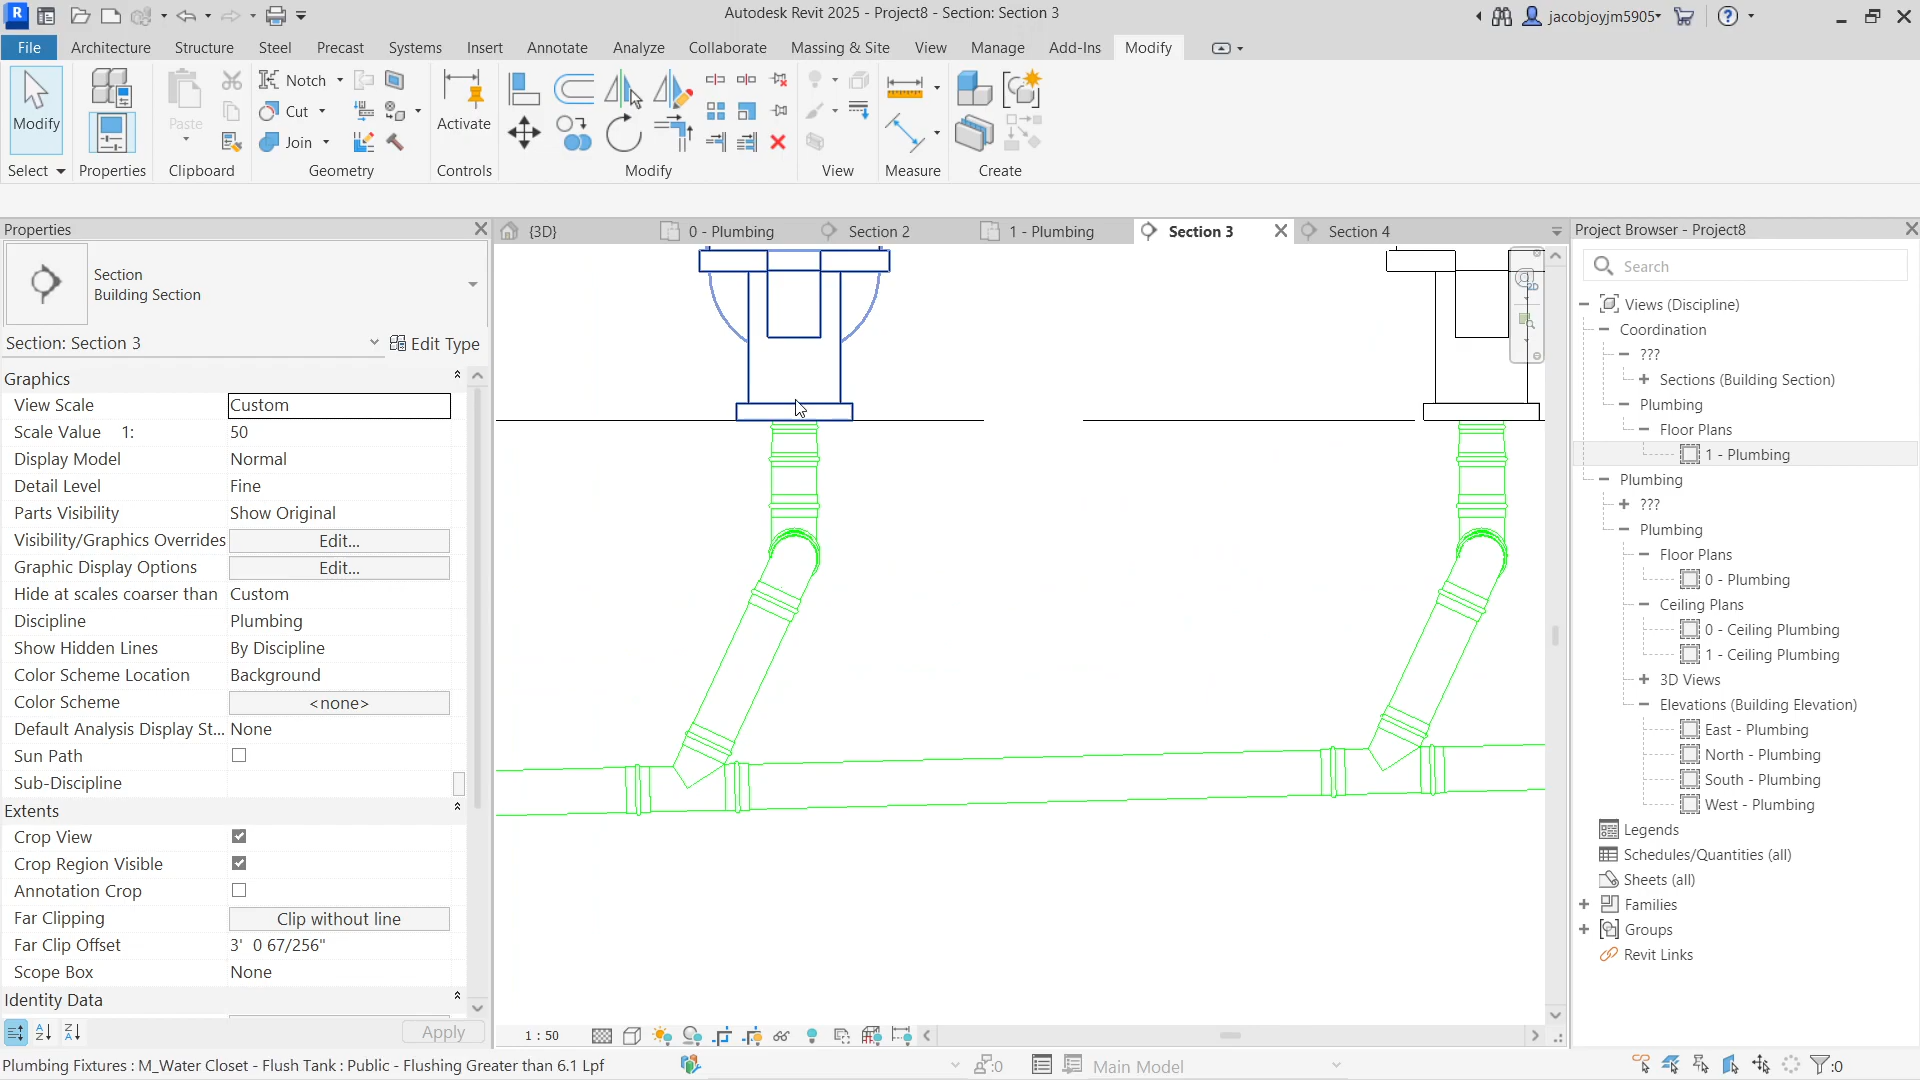 Autodesk Revit 2025 - Project8 - Section: Section 3
jacobjoyjm5905
File Architecture Structure Steel Precast Systems Insert Annotate Analyze Collaborate Massing & Site View Manage Add-Ins Modify
Modify
Paste
Notch
Cut
Join
Activate
Select Properties Clipboard Geometry Controls Modify View Measure Create
Properties
{3D} 0 - Plumbing Section 2 1 - Plumbing Section 3 Section 4
Project Browser - Project8
Section
Building Section
Section: Section 3 Edit Type
Graphics
View Scale Custom
Scale Value 1: 50
Display Model Normal
Detail Level Fine
Parts Visibility Show Original
Visibility/Graphics Overrides Edit...
Graphic Display Options Edit...
Hide at scales coarser than Custom
Discipline Plumbing
Show Hidden Lines By Discipline
Color Scheme Location Background
Color Scheme <none>
Default Analysis Display St... None
Sun Path
Sub-Discipline
Extents
Crop View
Crop Region Visible
Annotation Crop
Far Clipping Clip without line
Far Clip Offset 3' 0 67/256"
Scope Box None
Identity Data
Apply
2D
Search
Views (Discipline)
Coordination
???
Sections (Building Section)
Plumbing
Floor Plans
1 - Plumbing
Plumbing
???
Plumbing
Floor Plans
0 - Plumbing
Ceiling Plans
0 - Ceiling Plumbing
1 - Ceiling Plumbing
3D Views
Elevations (Building Elevation)
East - Plumbing
North - Plumbing
South - Plumbing
West - Plumbing
Legends
Schedules/Quantities (all)
Sheets (all)
Families
Groups
Revit Links
1 : 50
Plumbing Fixtures : M_Water Closet - Flush Tank : Public - Flushing Greater than 6.1 Lpf
:0
Main Model
:0